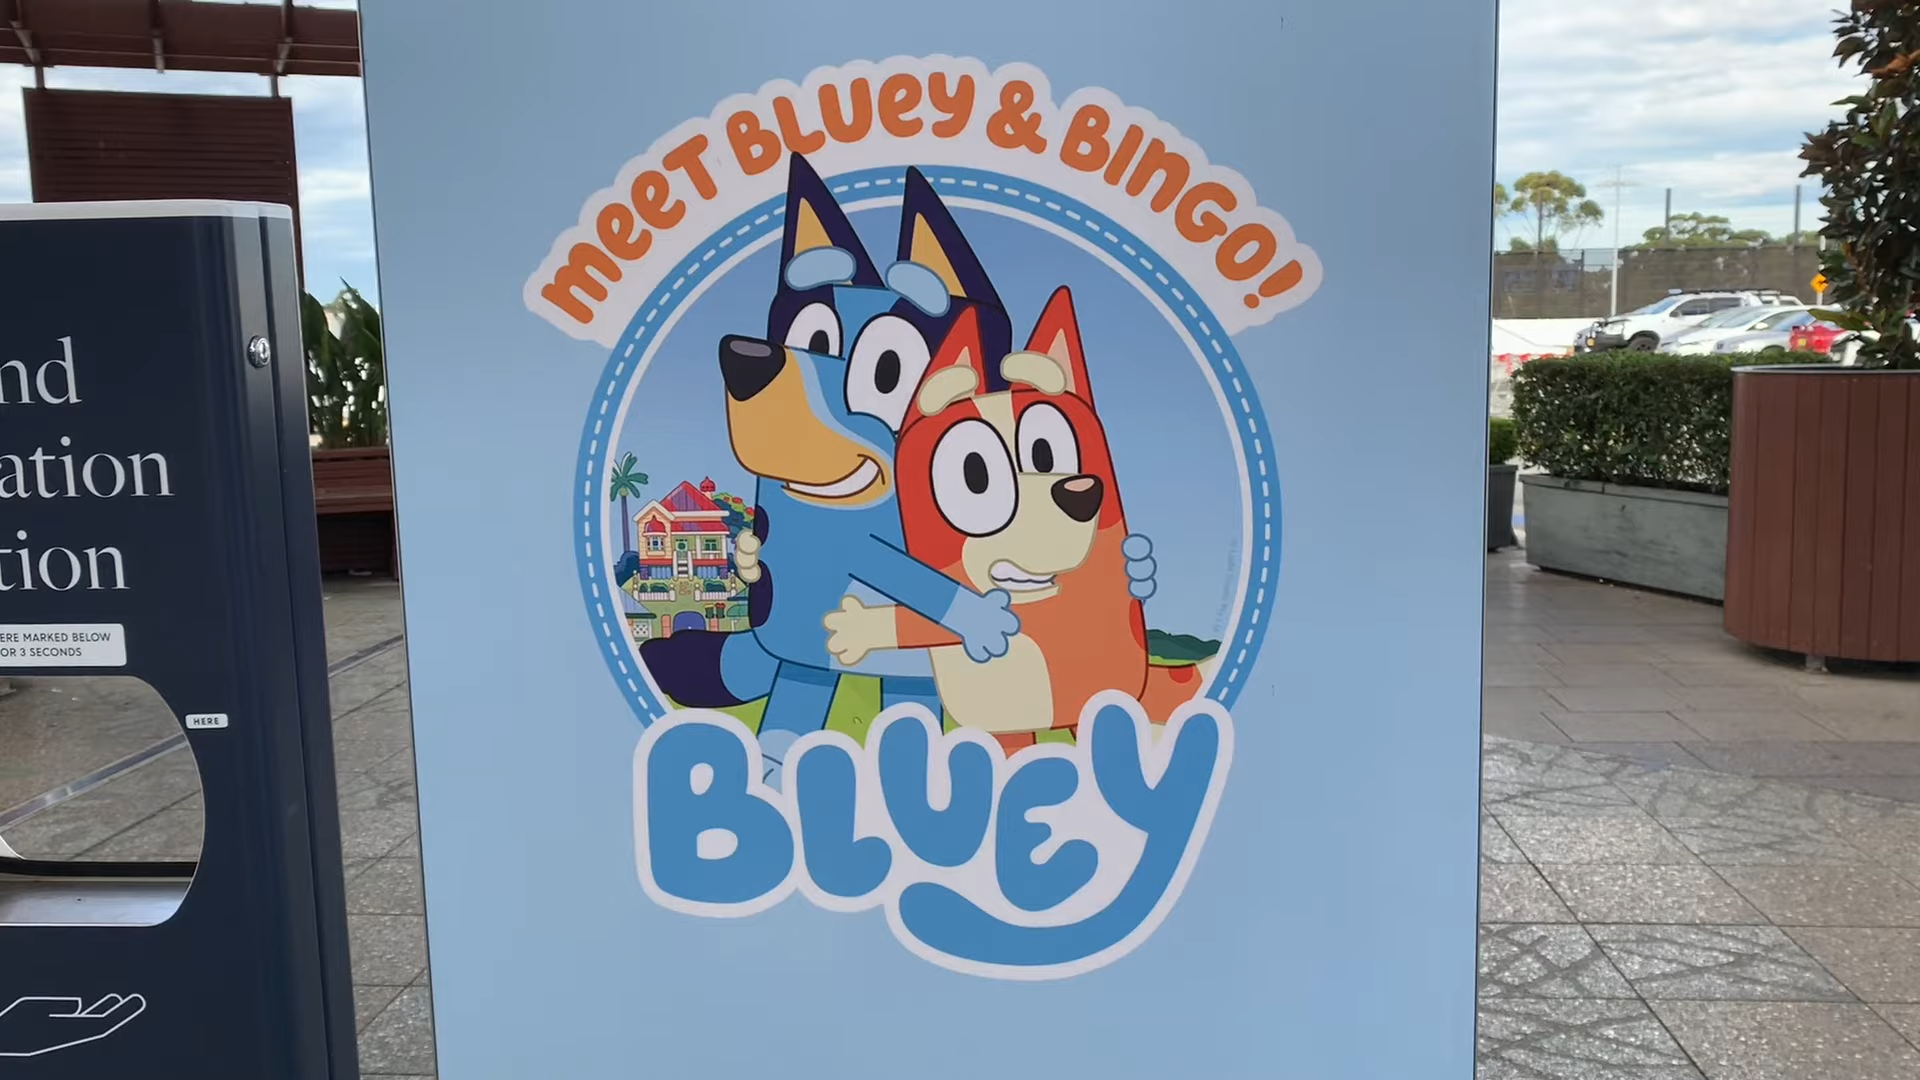 MEET BLUEY & BINGO!
BLUEY
nd
ation
tion
ERE MARKED BELOW
OR 3 SECONDS
HERE